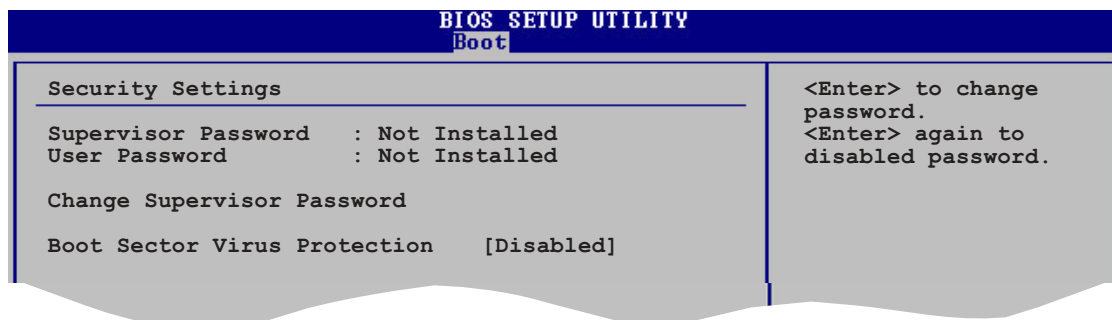 BIOS SETUP UTILITY
Boot
Security Settings
Supervisor Password : Not Installed
User Password : Not Installed
Change Supervisor Password
Boot Sector Virus Protection [Disabled]
<Enter> to change
password.
<Enter> again to
disabled password.